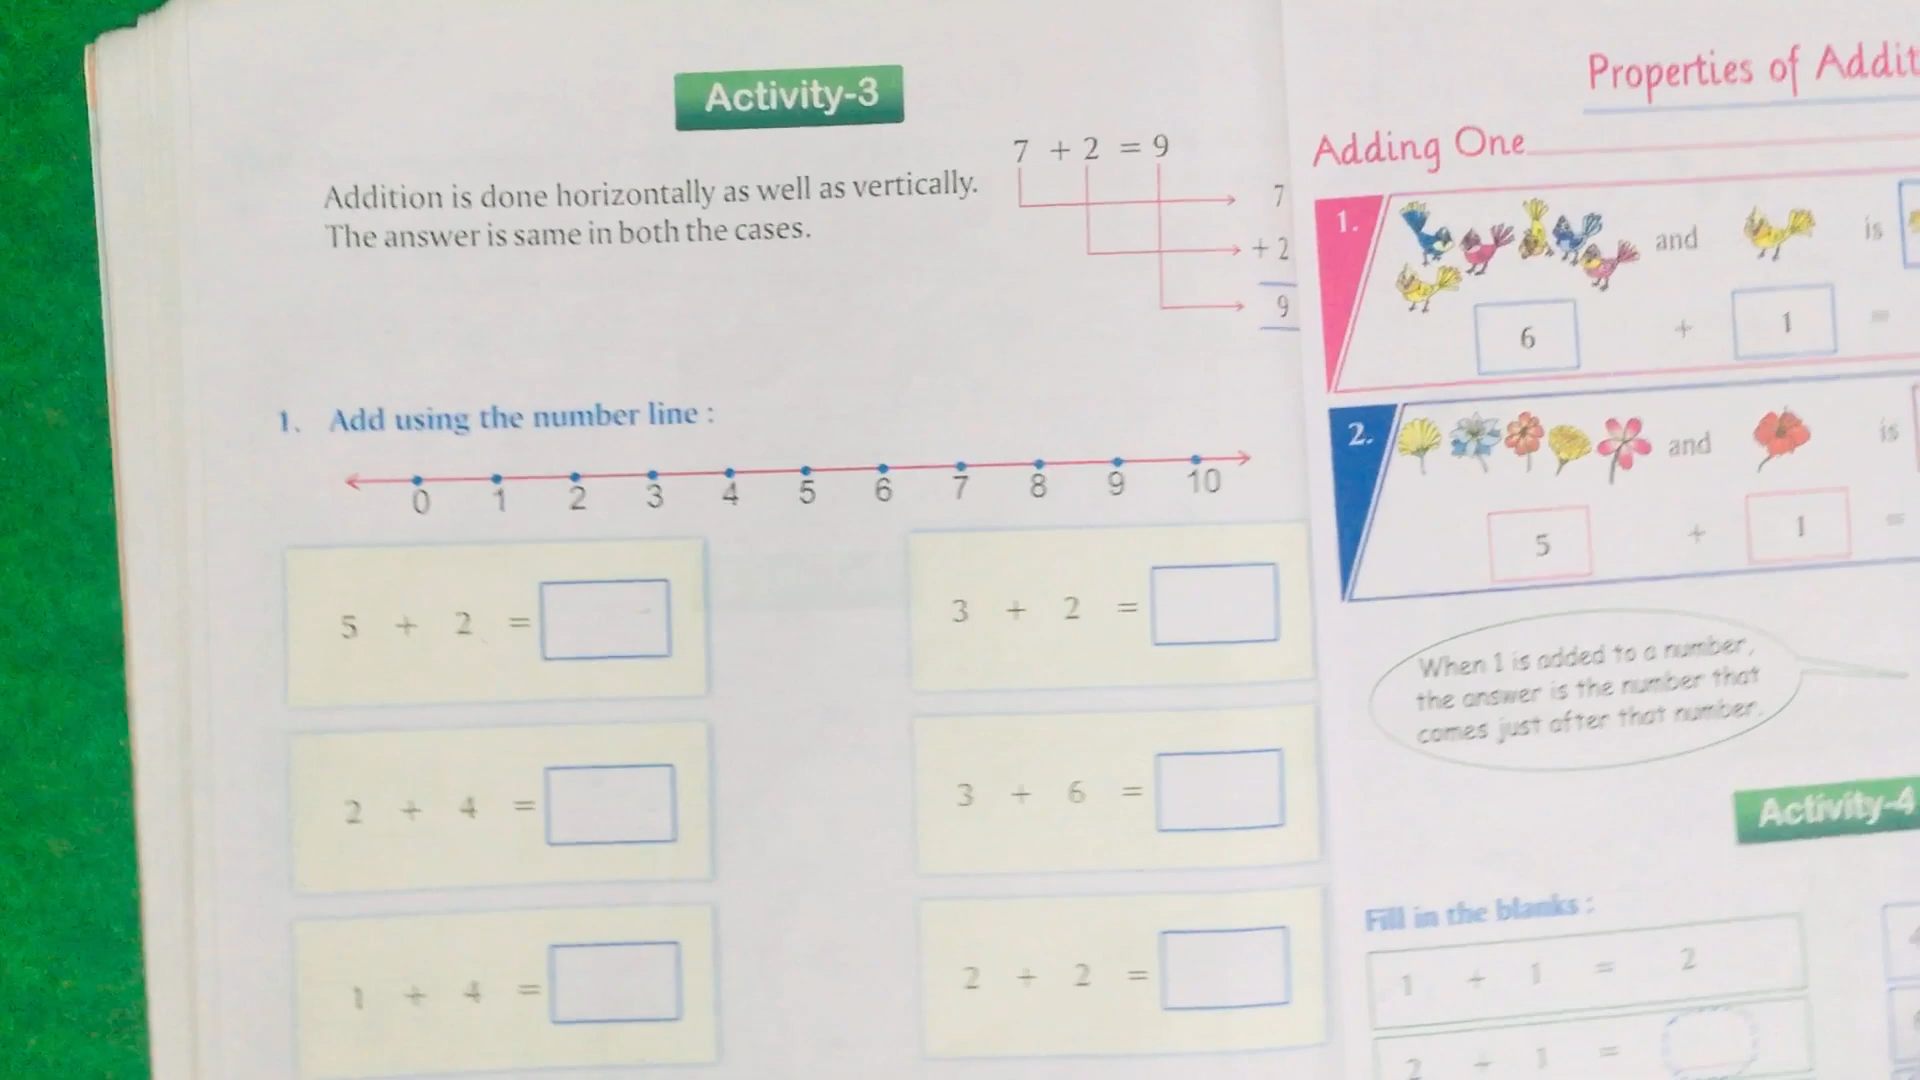 Activity-3
Addition is done horizontally as well as vertically.
The answer is same in both the cases.
7 + 2 = 9
7
+ 2
9
1. Add using the number line :
0 1 2 3 4 5 6 7 8 9 10
5 + 2 =
3 + 2 =
2 + 4 =
3 + 6 =
1 + 4 =
2 + 2 =
Properties of
Adding One
1. and is
6 + 1 =
2. and is
5 + 1 =
When 1 is added to a number,
the answer is the number that
comes just after that number.
Activity-4
Fill in the blanks :
1 + 1 = 2
2 + 1 =